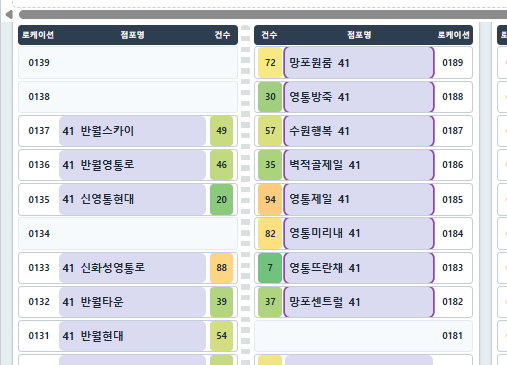 로케이션 점포명 건수
0139
0138
0137 41 반월스카이 49
0136 41 반월영통로 46
0135 41 신영통현대 20
0134
0133 41 신화성영통로 88
0132 41 반월타운 39
0131 41 반월현대 54
건수 점포명 로케이션
72 망포원룸 41 0189
30 영통방죽 41 0188
57 수원행복 41 0187
35 벽적골제일 41 0186
94 영통제일 41 0185
82 영통미리내 41 0184
7 영통뜨란채 41 0183
37 망포센트럴 41 0182
0181